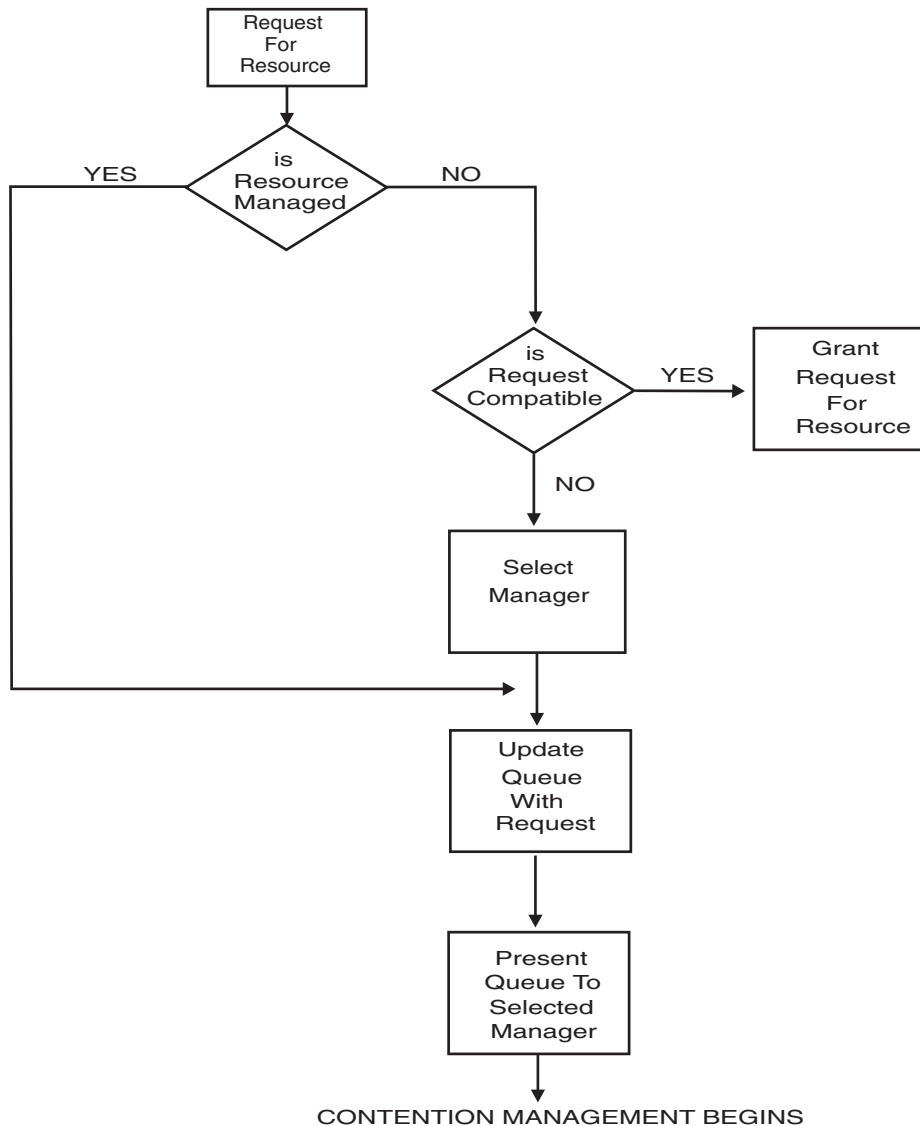 Request
For
Resource
is
Resource
Managed
YES
NO
is
Request
Compatible
YES
Grant
Request
For
Resource
NO
Select
Manager
Update
Queue
With
Request
Present
Queue To
Selected
Manager
CONTENTION MANAGEMENT BEGINS